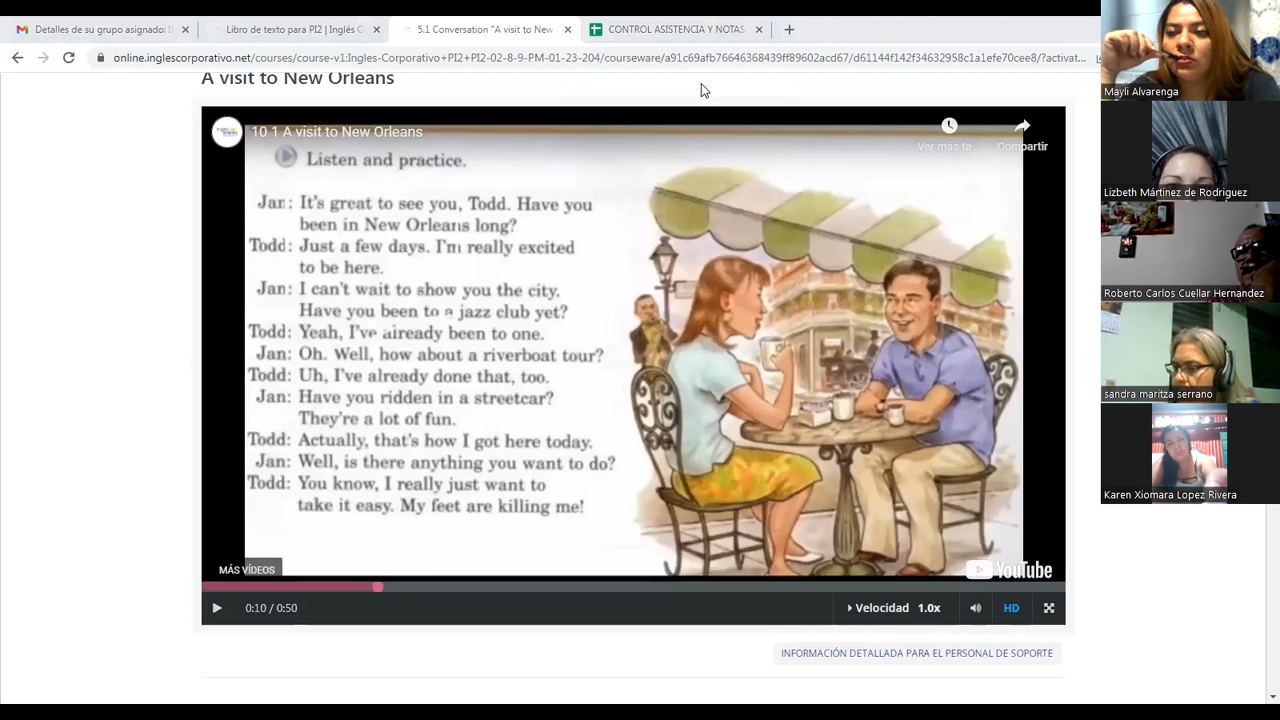 Detalles de su grupo asignado: I
Libro de texto para PI2 | Inglés C
5.1 Conversation "A visit to New
CONTROL ASISTENCIA Y NOTAS
online.inglescorporativo.net/courses/course-v1:Ingles-Corporativo+PI2+PM-02-8-9-PM-01-23-204/courseware/a91c69afb76646368439ff89602acd67/d61144f142f34632958c1a1efe70cee8/?activat...
A visit to New Orleans
10 1 A visit to New Orleans
Ver más ta...
Compartir
Listen and practice.
Jan: It's great to see you, Todd. Have you
been in New Orleans long?
Todd: Just a few days. I'm really excited
to be here.
Jan: I can't wait to show you the city.
Have you been to a jazz club yet?
Todd: Yeah, I've already been to one.
Jan: Oh. Well, how about a riverboat tour?
Todd: Uh, I've already done that, too.
Jan: Have you ridden in a streetcar?
They're a lot of fun.
Todd: Actually, that's how I got here today.
Jan: Well, is there anything you want to do?
Todd: You know, I really just want to
take it easy. My feet are killing me!
MÁS VÍDEOS
YouTube
0:10 / 0:50
Velocidad 1.0x
HD
INFORMACIÓN DETALLADA PARA EL PERSONAL DE SOPORTE
Mayli Alvarenga
Lizbeth Mártinez de Rodriguez
Roberto Carlos Cuellar Hernandez
sandra maritza serrano
Karen Xiomara Lopez Rivera